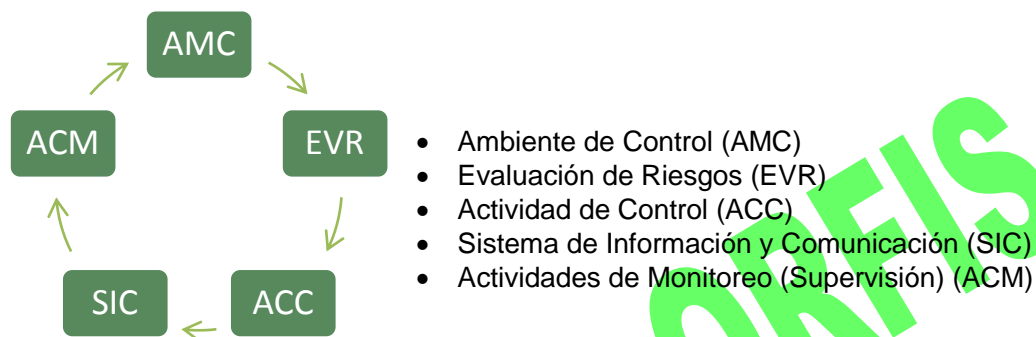 AMC
ACM
EVR
SIC
ACC
• Ambiente de Control (AMC)
• Evaluación de Riesgos (EVR)
• Actividad de Control (ACC)
• Sistema de Información y Comunicación (SIC)
• Actividades de Monitoreo (Supervisión) (ACM)
ORFIS